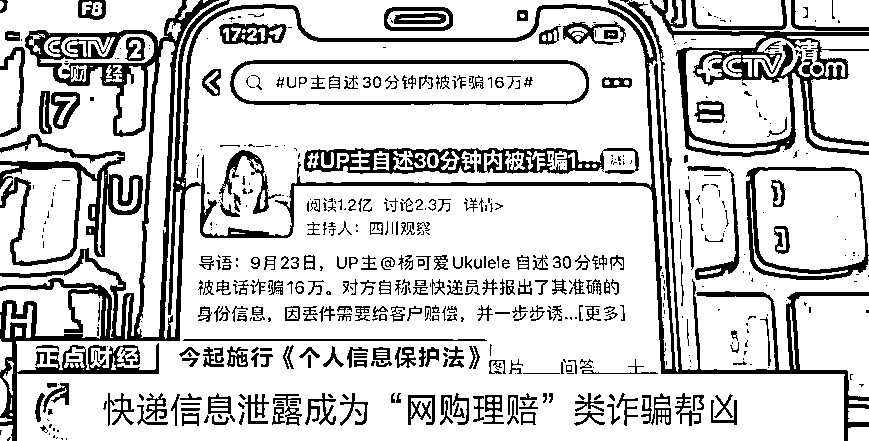 F8
CCTV 2
财经
CCTV.com
高清
7
U
H
17:21
#UP主自述30分钟内被诈骗16万#
#UP主自述30分钟内被诈骗1...
阅读1.2亿 讨论2.3万 详情>
主持人：四川观察
导语：9月23日，UP主@杨可爱Ukulele 自述30分钟内
被电话诈骗16万。对方自称是快递员并报出了其准确的
身份信息，因丢件需要给客户赔偿，并一步步诱...[更多]
图片 问答
正点财经
今起施行《个人信息保护法》
快递信息泄露成为“网购理赔”类诈骗帮凶